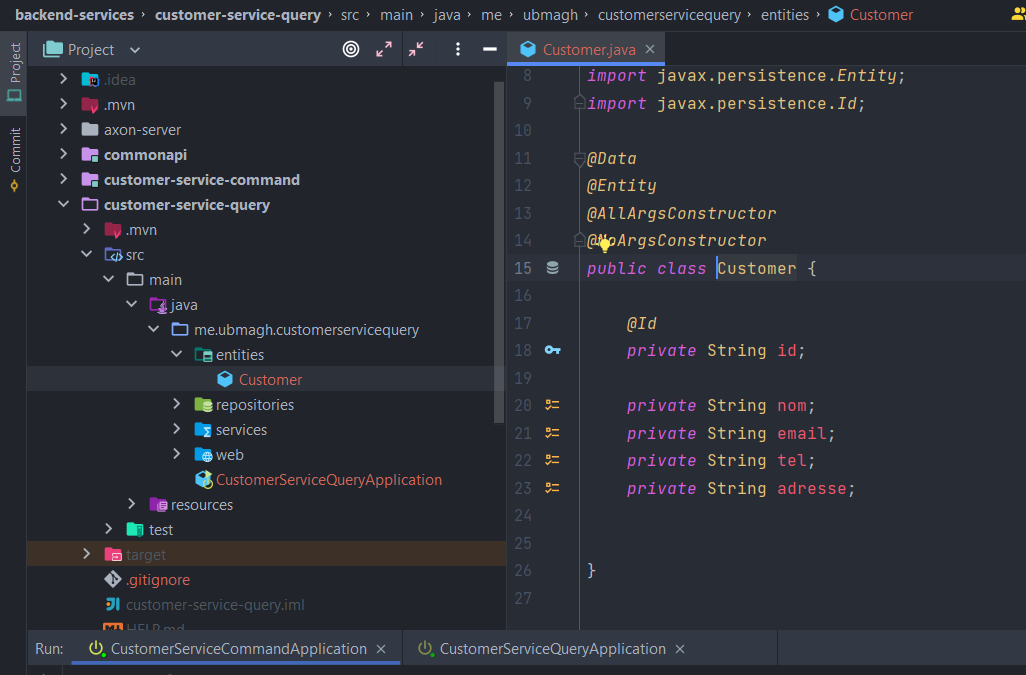 backend-services › customer-service-query › src › main › java › me › ubmagh › customerservicequery › entities › Customer
Project
Commit
Project
.idea
.mvn
axon-server
commonapi
customer-service-command
customer-service-query
.mvn
src
main
java
me.ubmagh.customerservicequery
entities
Customer
repositories
services
web
CustomerServiceQueryApplication
resources
test
target
.gitignore
customer-service-query.iml
HELP.md
Customer.java
8 import javax.persistence.Entity;
9 import javax.persistence.Id;
10
11 @Data
12 @Entity
13 @AllArgsConstructor
14 @NoArgsConstructor
15 public class Customer {
16
17 @Id
18 private String id;
19
20 private String nom;
21 private String email;
22 private String tel;
23 private String adresse;
24
25
26 }
27
Run: CustomerServiceCommandApplication CustomerServiceQueryApplication